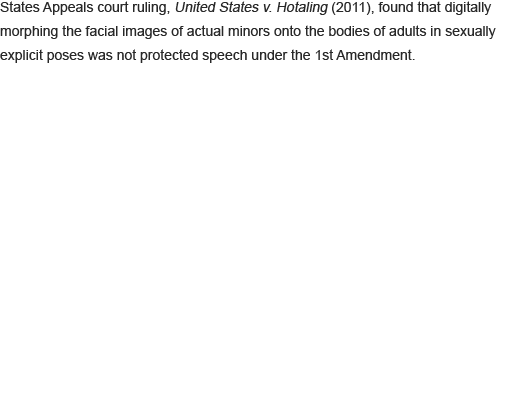 States Appeals court ruling, United States v. Hotaling (2011), found that digitally
morphing the facial images of actual minors onto the bodies of adults in sexually
explicit poses was not protected speech under the 1st Amendment.